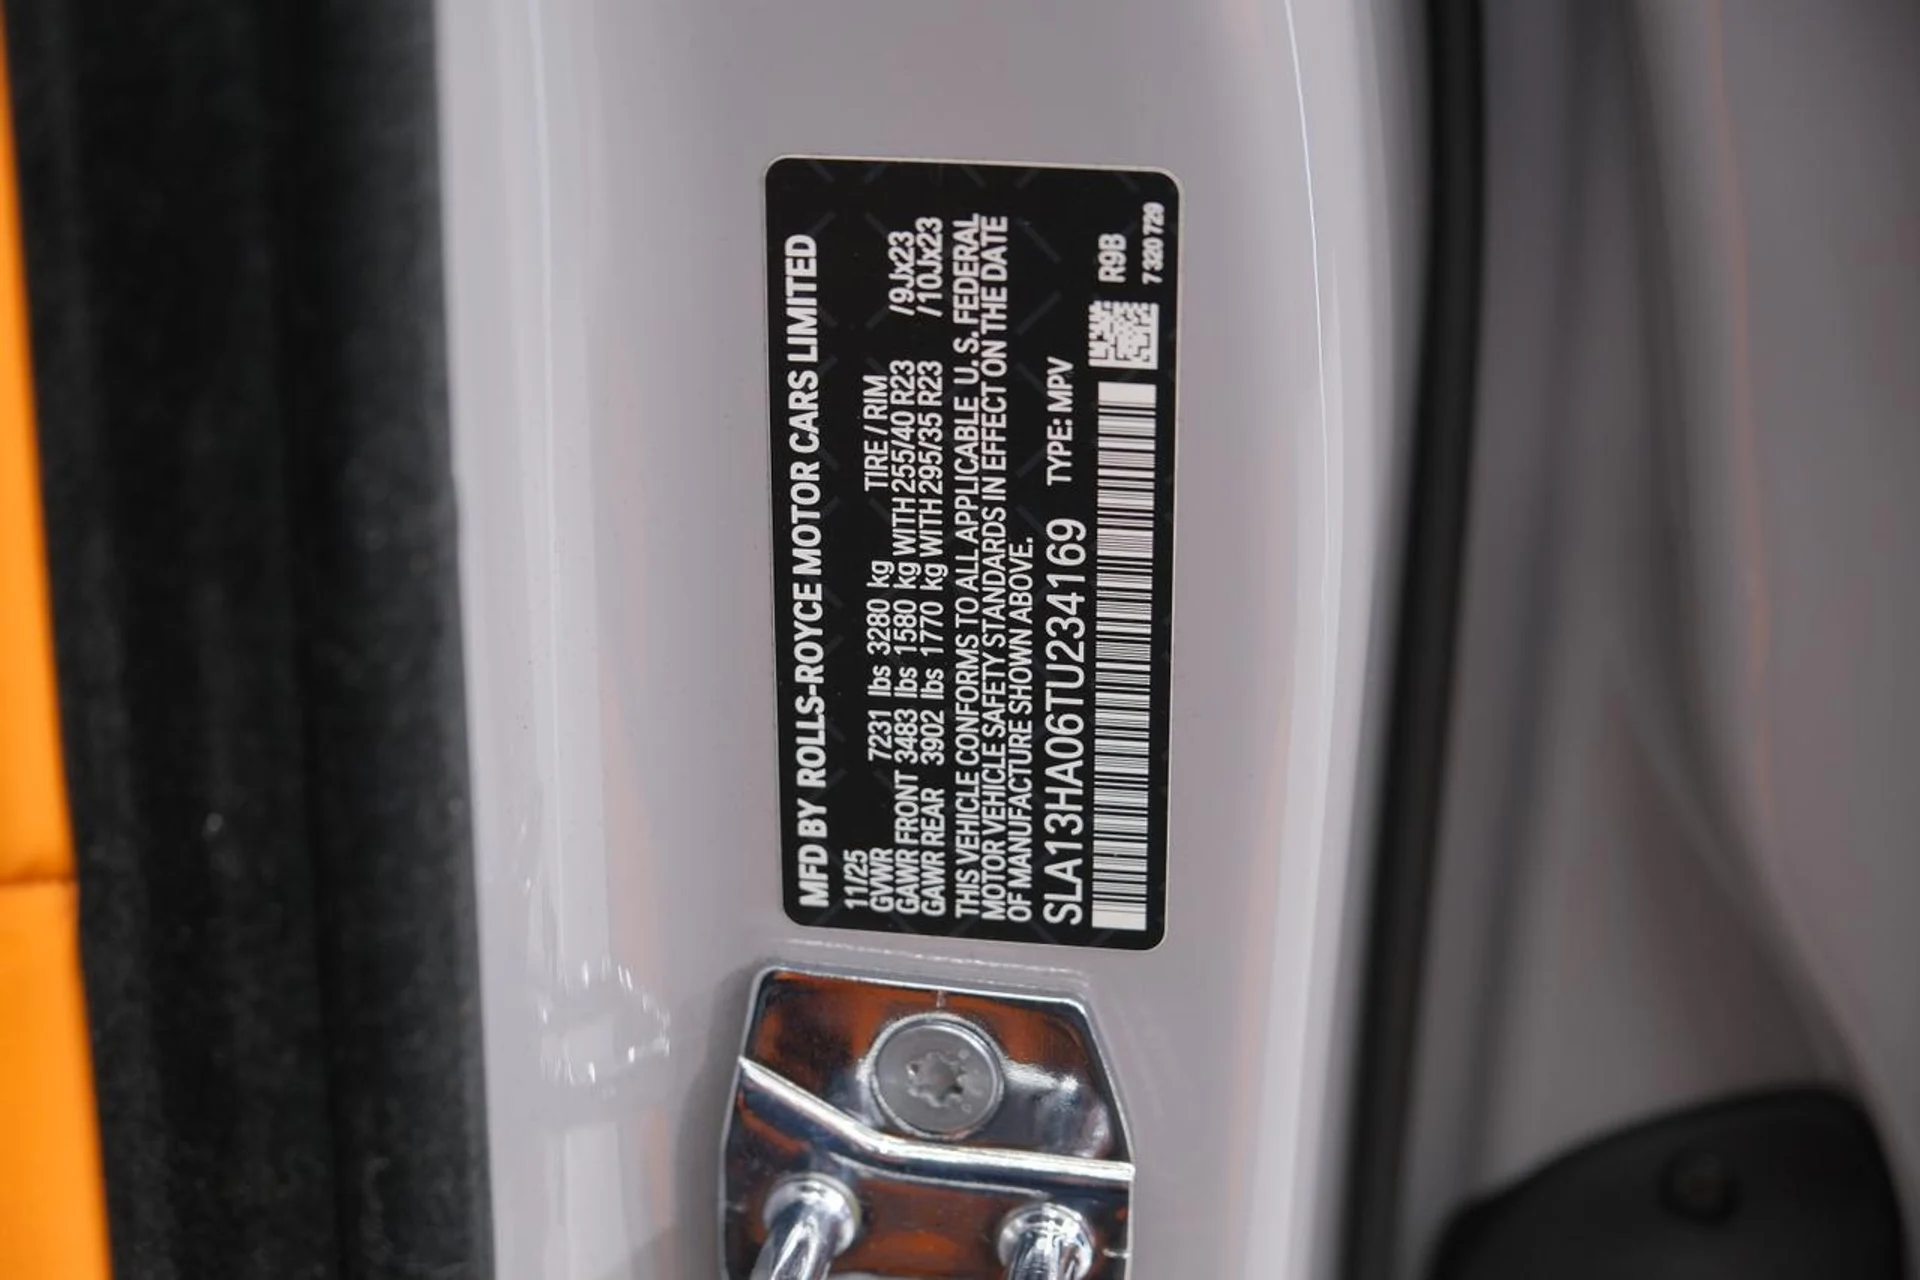 MFD BY ROLLS-ROYCE MOTOR CARS LIMITED
11/25
GVWR 7231 lbs 3280 kg TIRE / RIM
GAWR FRONT 3483 lbs 1580 kg WITH 255/40 R23 / 9Jx23
GAWR REAR 3902 lbs 1770 kg WITH 295/35 R23 / 10Jx23
THIS VEHICLE CONFORMS TO ALL APPLICABLE U. S. FEDERAL
MOTOR VEHICLE SAFETY STANDARDS IN EFFECT ON THE DATE
OF MANUFACTURE SHOWN ABOVE.
SLA13HA06TU234169 TYPE: MPV
R9B
7 320 729